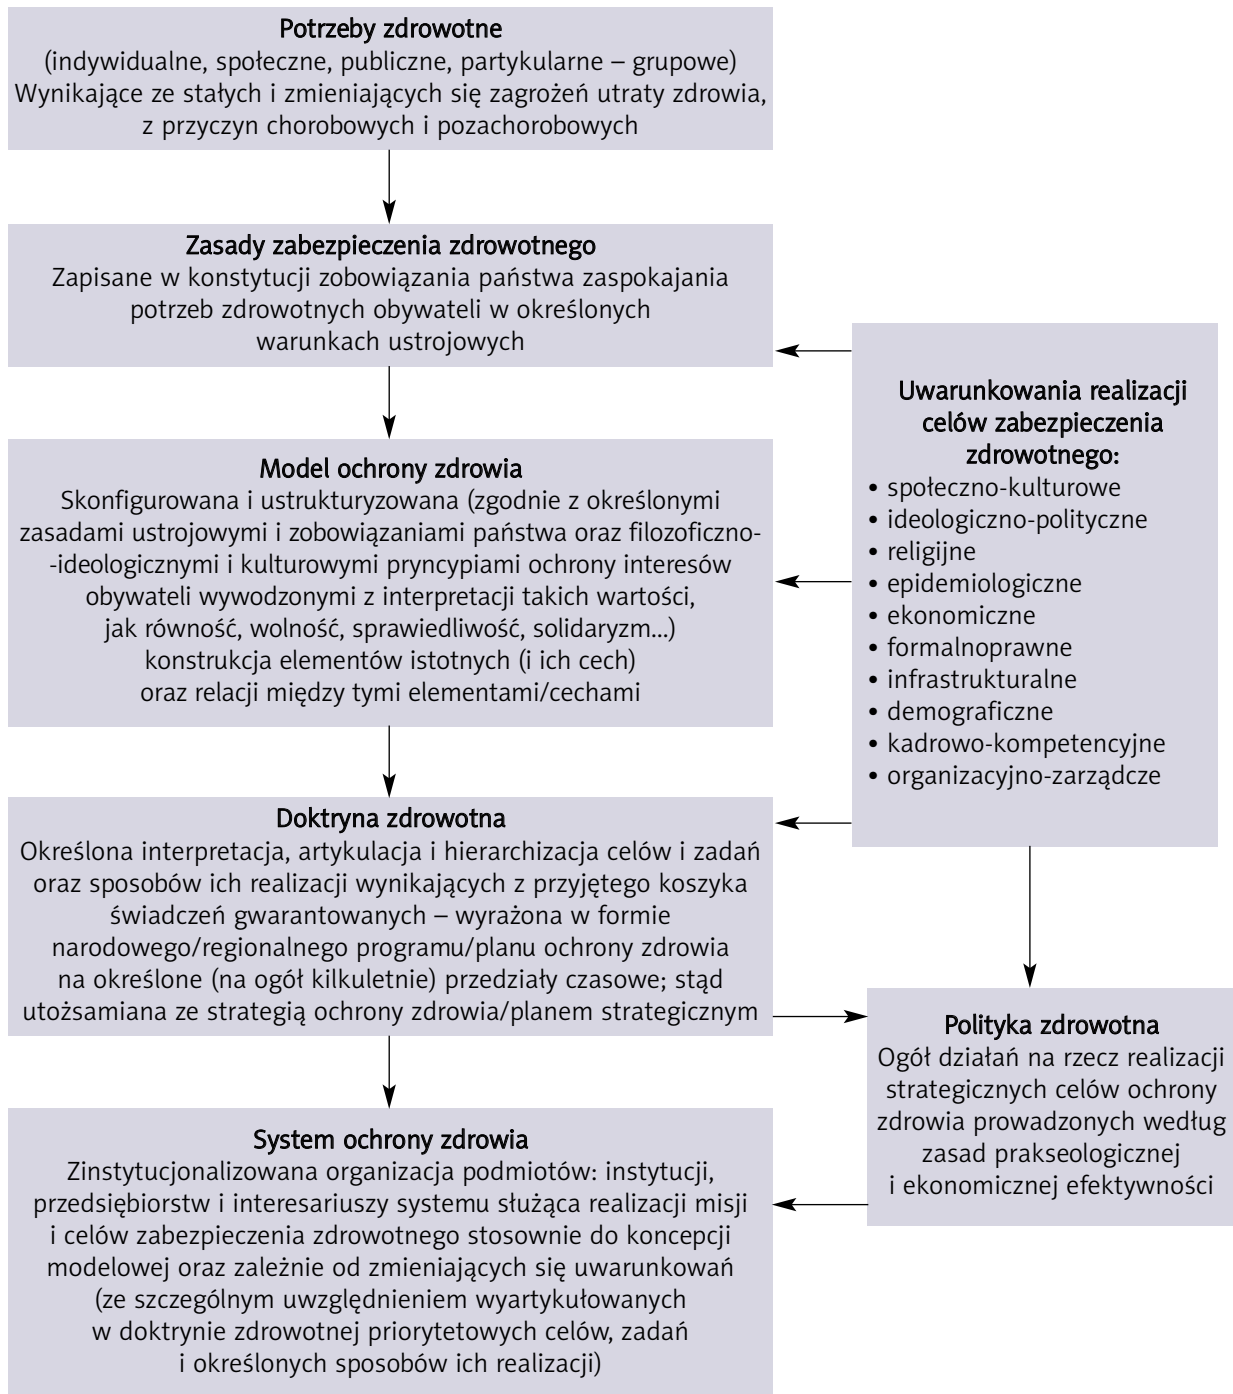 Potrzeby zdrowotne
(indywidualne, społeczne, publiczne, partykularne – grupowe)
Wynikające ze stałych i zmieniających się zagrożeń utraty zdrowia,
z przyczyn chorobowych i pozachorobowych
Zasady zabezpieczenia zdrowotnego
Zapisane w konstytucji zobowiązania państwa zaspokajania
potrzeb zdrowotnych obywateli w określonych
warunkach ustrojowych
Model ochrony zdrowia
Skonfigurowana i ustrukturyzowana (zgodnie z określonymi
zasadami ustrojowymi i zobowiązaniami państwa oraz filozoficzno-
-ideologicznymi i kulturowymi pryncypiami ochrony interesów
obywateli wywodzonymi z interpretacji takich wartości,
jak równość, wolność, sprawiedliwość, solidaryzm...)
konstrukcja elementów istotnych (i ich cech)
oraz relacji między tymi elementami/cechami
Doktryna zdrowotna
Określona interpretacja, artykulacja i hierarchizacja celów i zadań
oraz sposobów ich realizacji wynikających z przyjętego koszyka
świadczeń gwarantowanych – wyrażona w formie
narodowego/regionalnego programu/planu ochrony zdrowia
na określone (na ogół kilkuletnie) przedziały czasowe; stąd
utożsamiana ze strategią ochrony zdrowia/planem strategicznym
System ochrony zdrowia
Zinstytucjonalizowana organizacja podmiotów: instytucji,
przedsiębiorstw i interesariuszy systemu służąca realizacji misji
i celów zabezpieczenia zdrowotnego stosownie do koncepcji
modelowej oraz zależnie od zmieniających się uwarunkowań
(ze szczególnym uwzględnieniem wyartykułowanych
w doktrynie zdrowotnej priorytetowych celów, zadań
i określonych sposobów ich realizacji)
Uwarunkowania realizacji
celów zabezpieczenia
zdrowotnego:
• społeczno-kulturowe
• ideologiczno-polityczne
• religijne
• epidemiologiczne
• ekonomiczne
• formalnoprawne
• infrastrukturalne
• demograficzne
• kadrowo-kompetencyjne
• organizacyjno-zarządcze
Polityka zdrowotna
Ogół działań na rzecz realizacji
strategicznych celów ochrony
zdrowia prowadzonych według
zasad prakseologicznej
i ekonomicznej efektywności